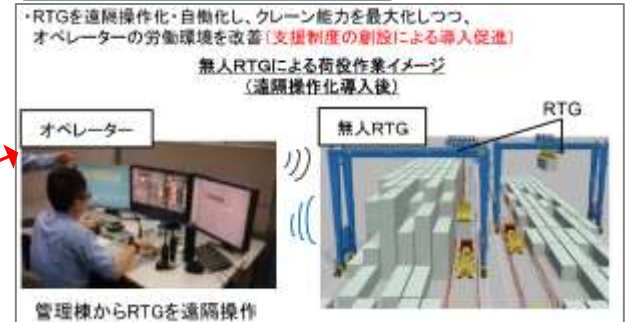 ・RTGを遠隔操作化・自働化し、クレーン能力を最大化しつつ、
オペレーターの労働環境を改善(支援制度の創設による導入促進)
無人RTGによる荷役作業イメージ
(遠隔操作化導入後)
RTG
オペレーター
無人RTG
管理棟からRTGを遠隔操作